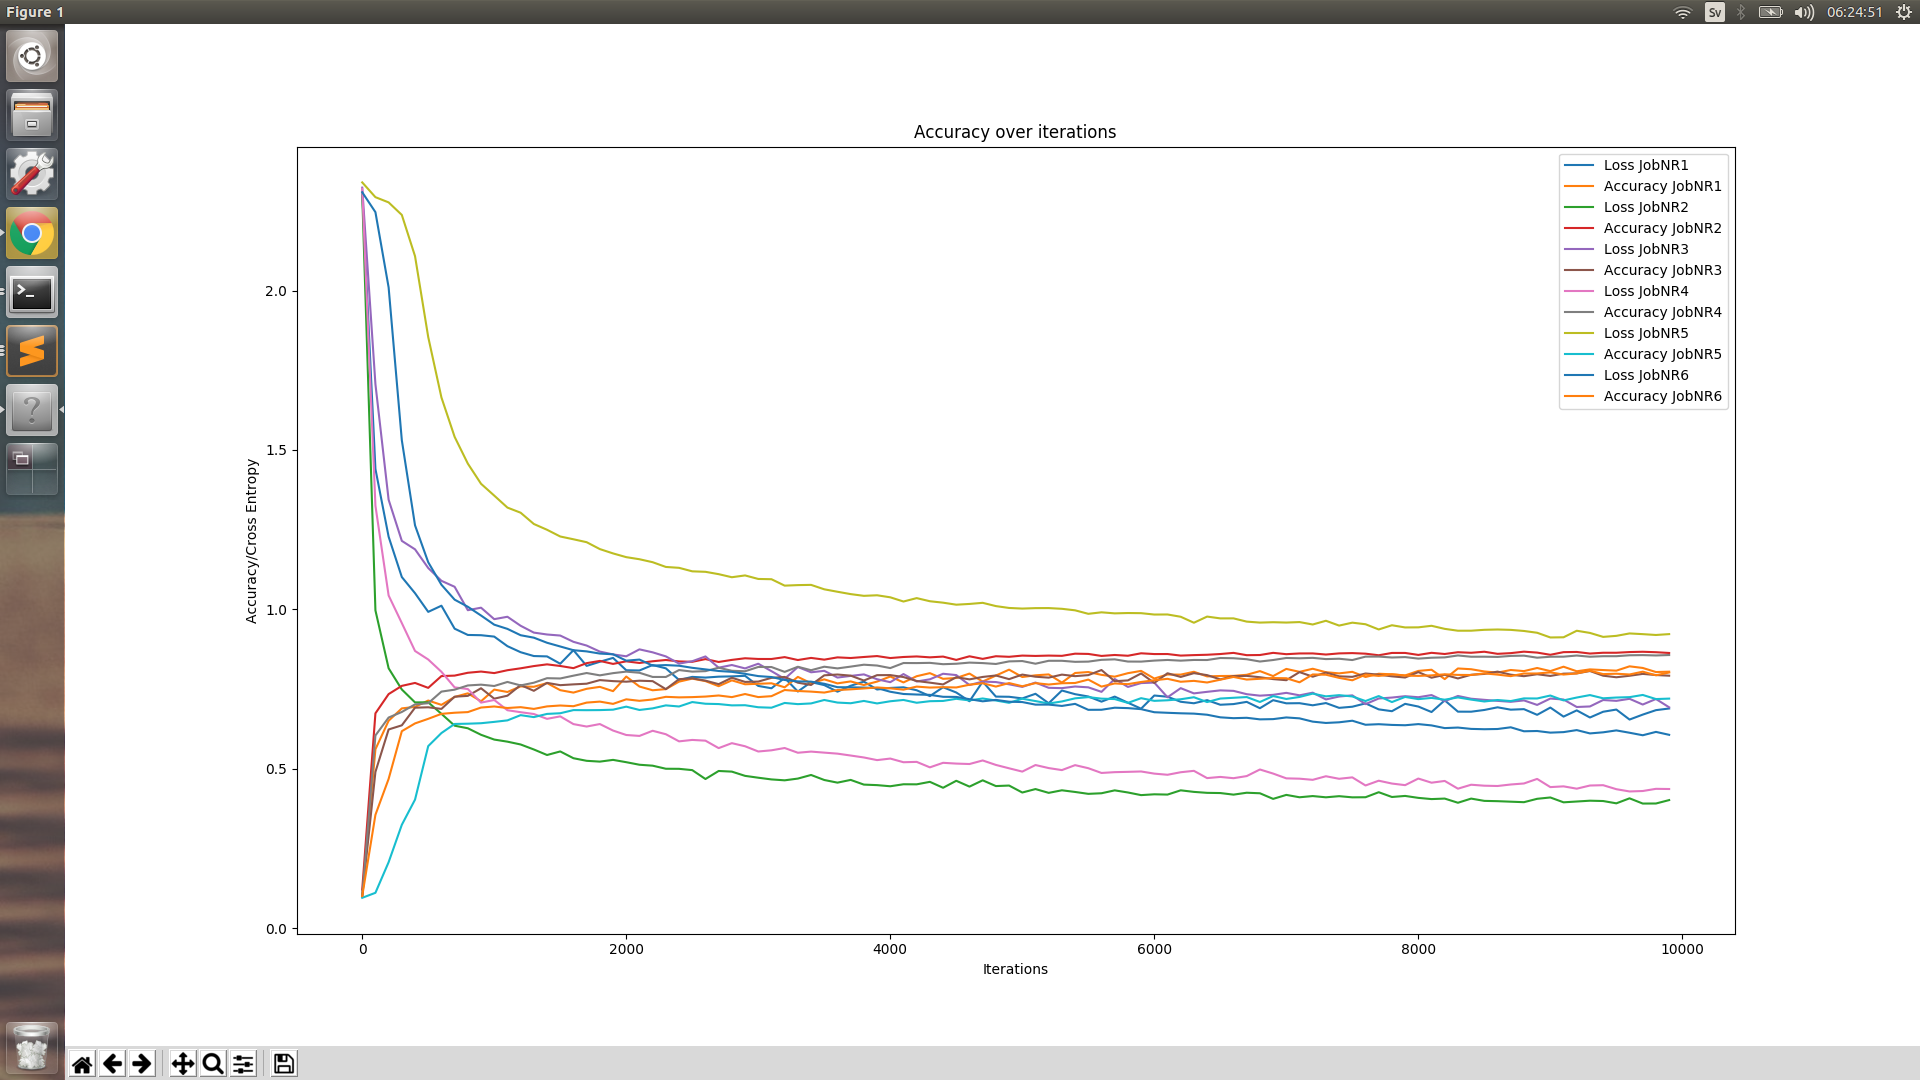 Figure 1
Sv
06:24:51
Accuracy over iterations
Loss JobNR1
Accuracy JobNR1
Loss JobNR2
Accuracy JobNR2
Loss JobNR3
Accuracy JobNR3
Loss JobNR4
Accuracy JobNR4
Loss JobNR5
Accuracy JobNR5
Loss JobNR6
Accuracy JobNR6
2.0
1.5
1.0
0.5
0.0
Accuracy/Cross Entropy
0 2000 4000 6000 8000 10000
Iterations